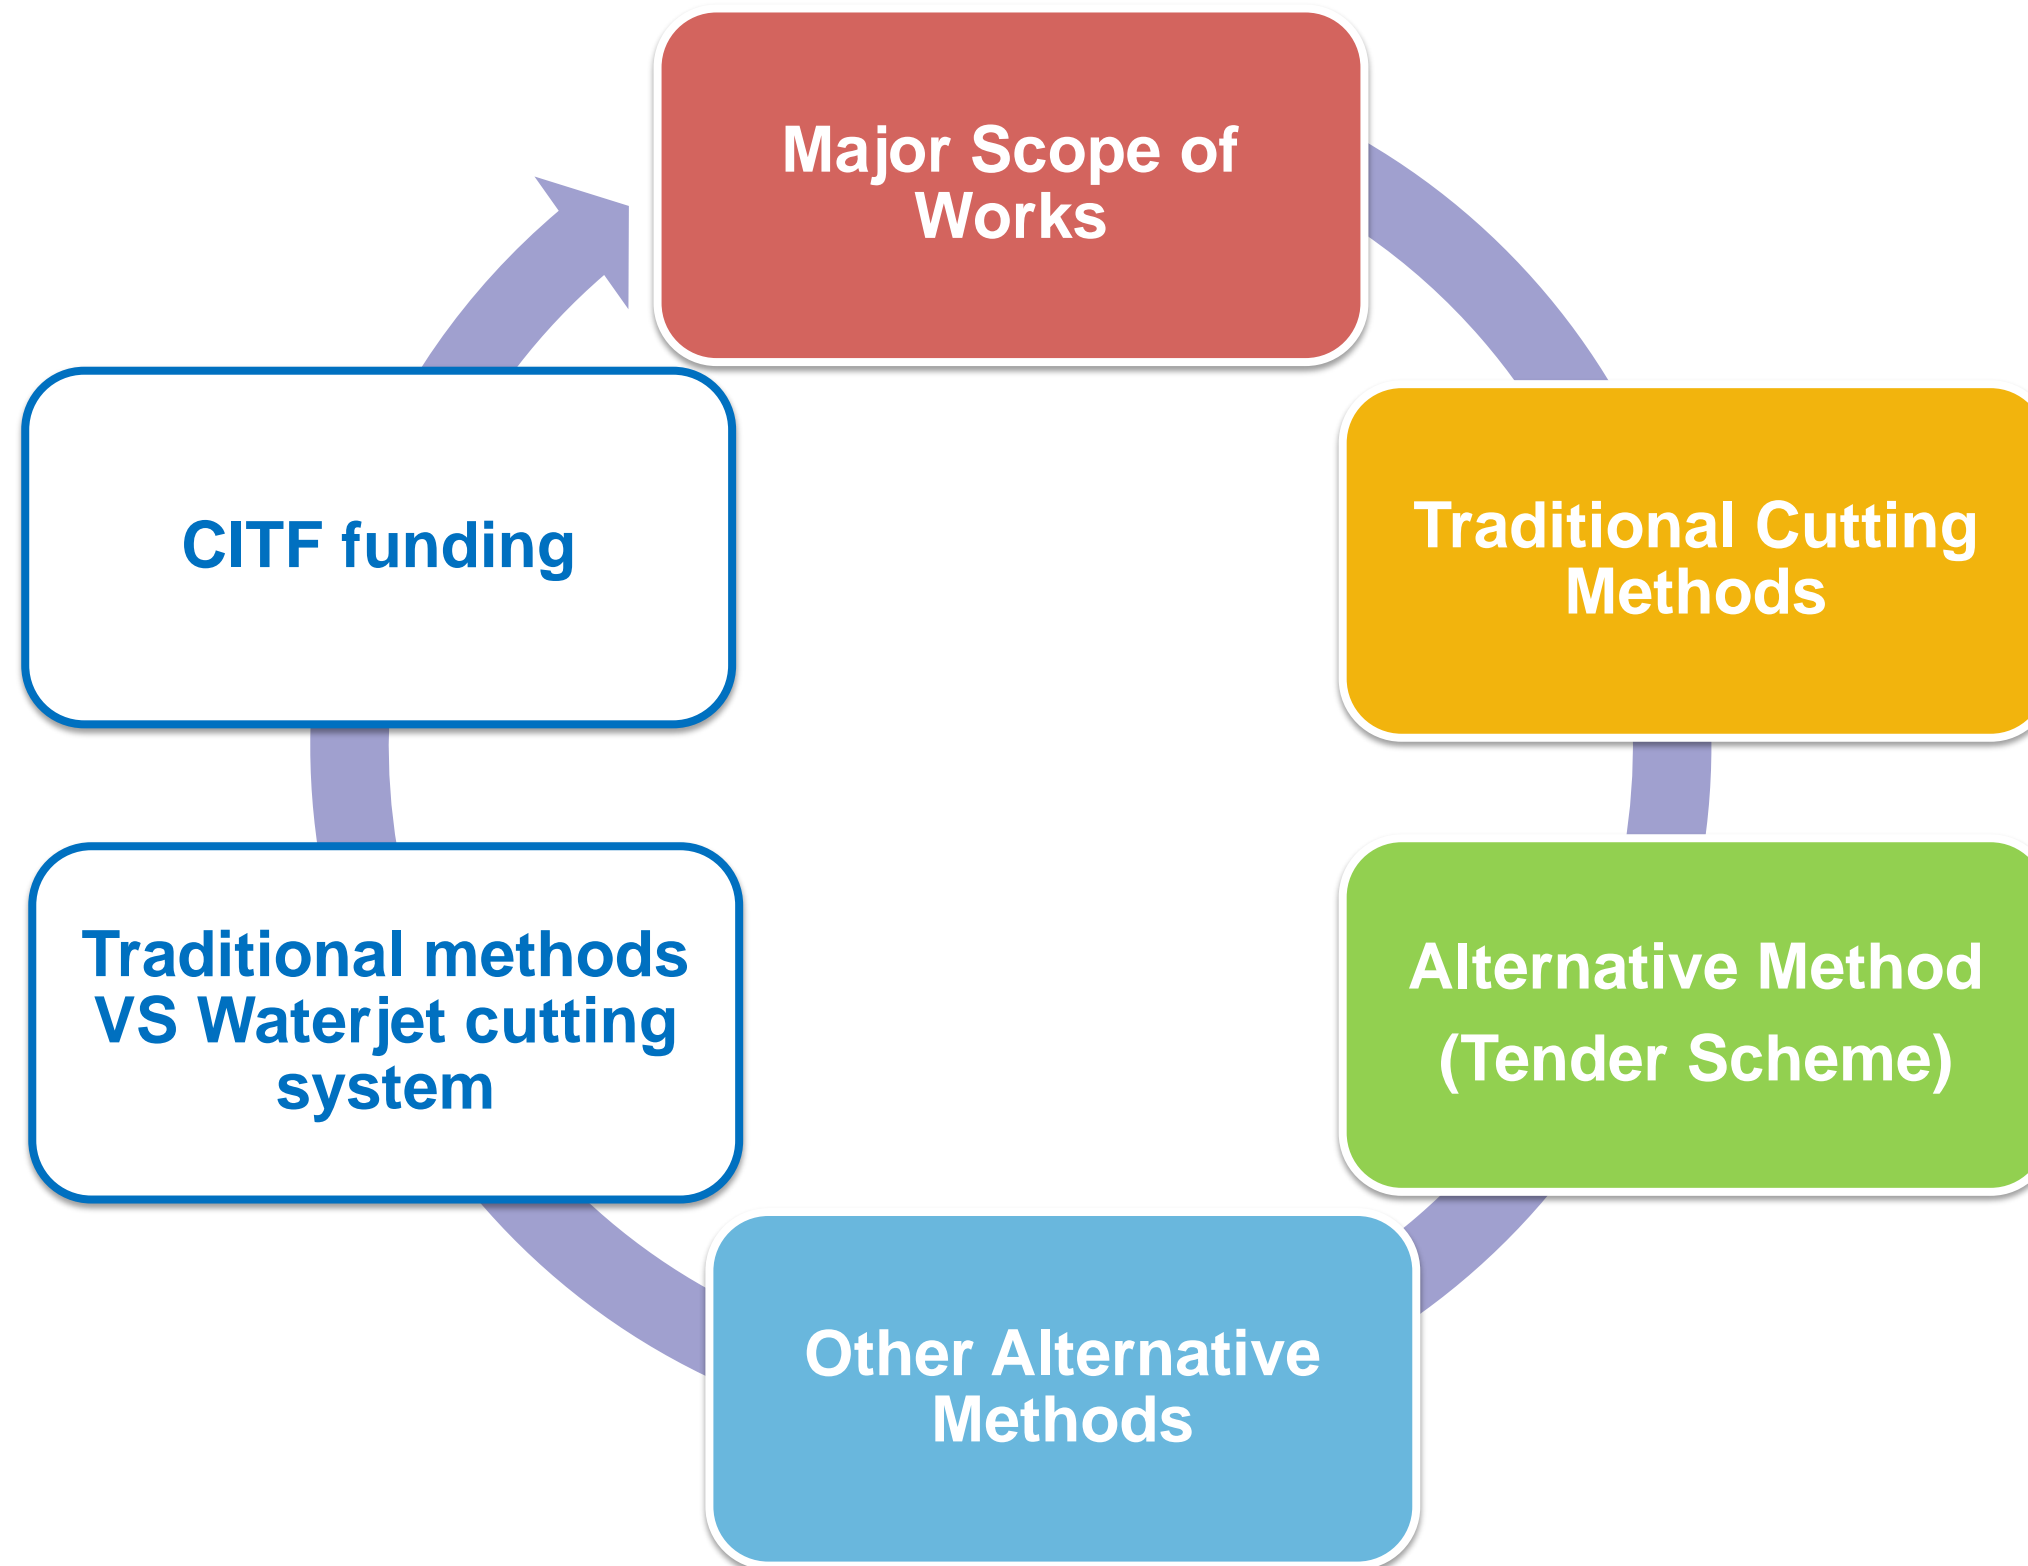 Major Scope of
Works
Traditional Cutting
Methods
Alternative Method
(Tender Scheme)
Other Alternative
Methods
Traditional methods
VS Waterjet cutting
system
CITF funding